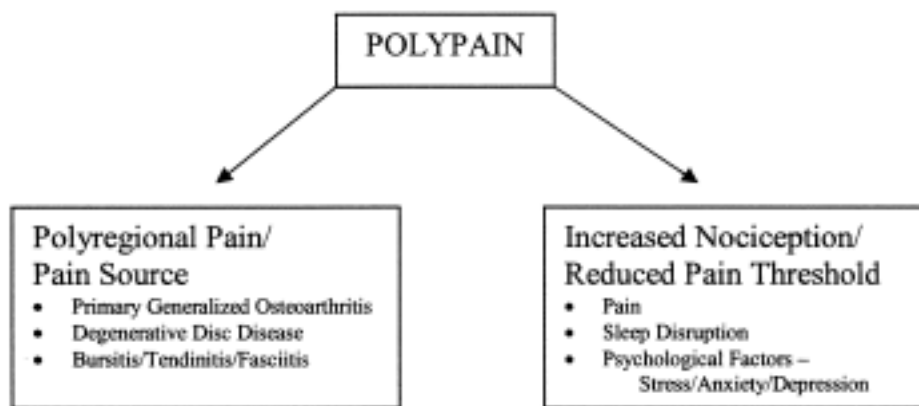 POLYPAIN
Polyregional Pain/
Pain Source
• Primary Generalized Osteoarthritis
• Degenerative Disc Disease
• Bursitis/Tendinitis/Fasciitis
Increased Nociception/
Reduced Pain Threshold
• Pain
• Sleep Disruption
• Psychological Factors –
Stress/Anxiety/Depression